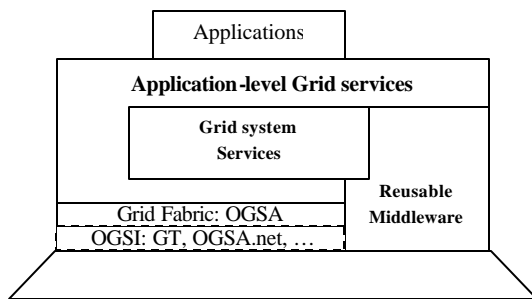 Applications
Application-level Grid services
Grid system
Services
Reusable
Middleware
Grid Fabric: OGSA
OGSI: GT, OGSA.net, …